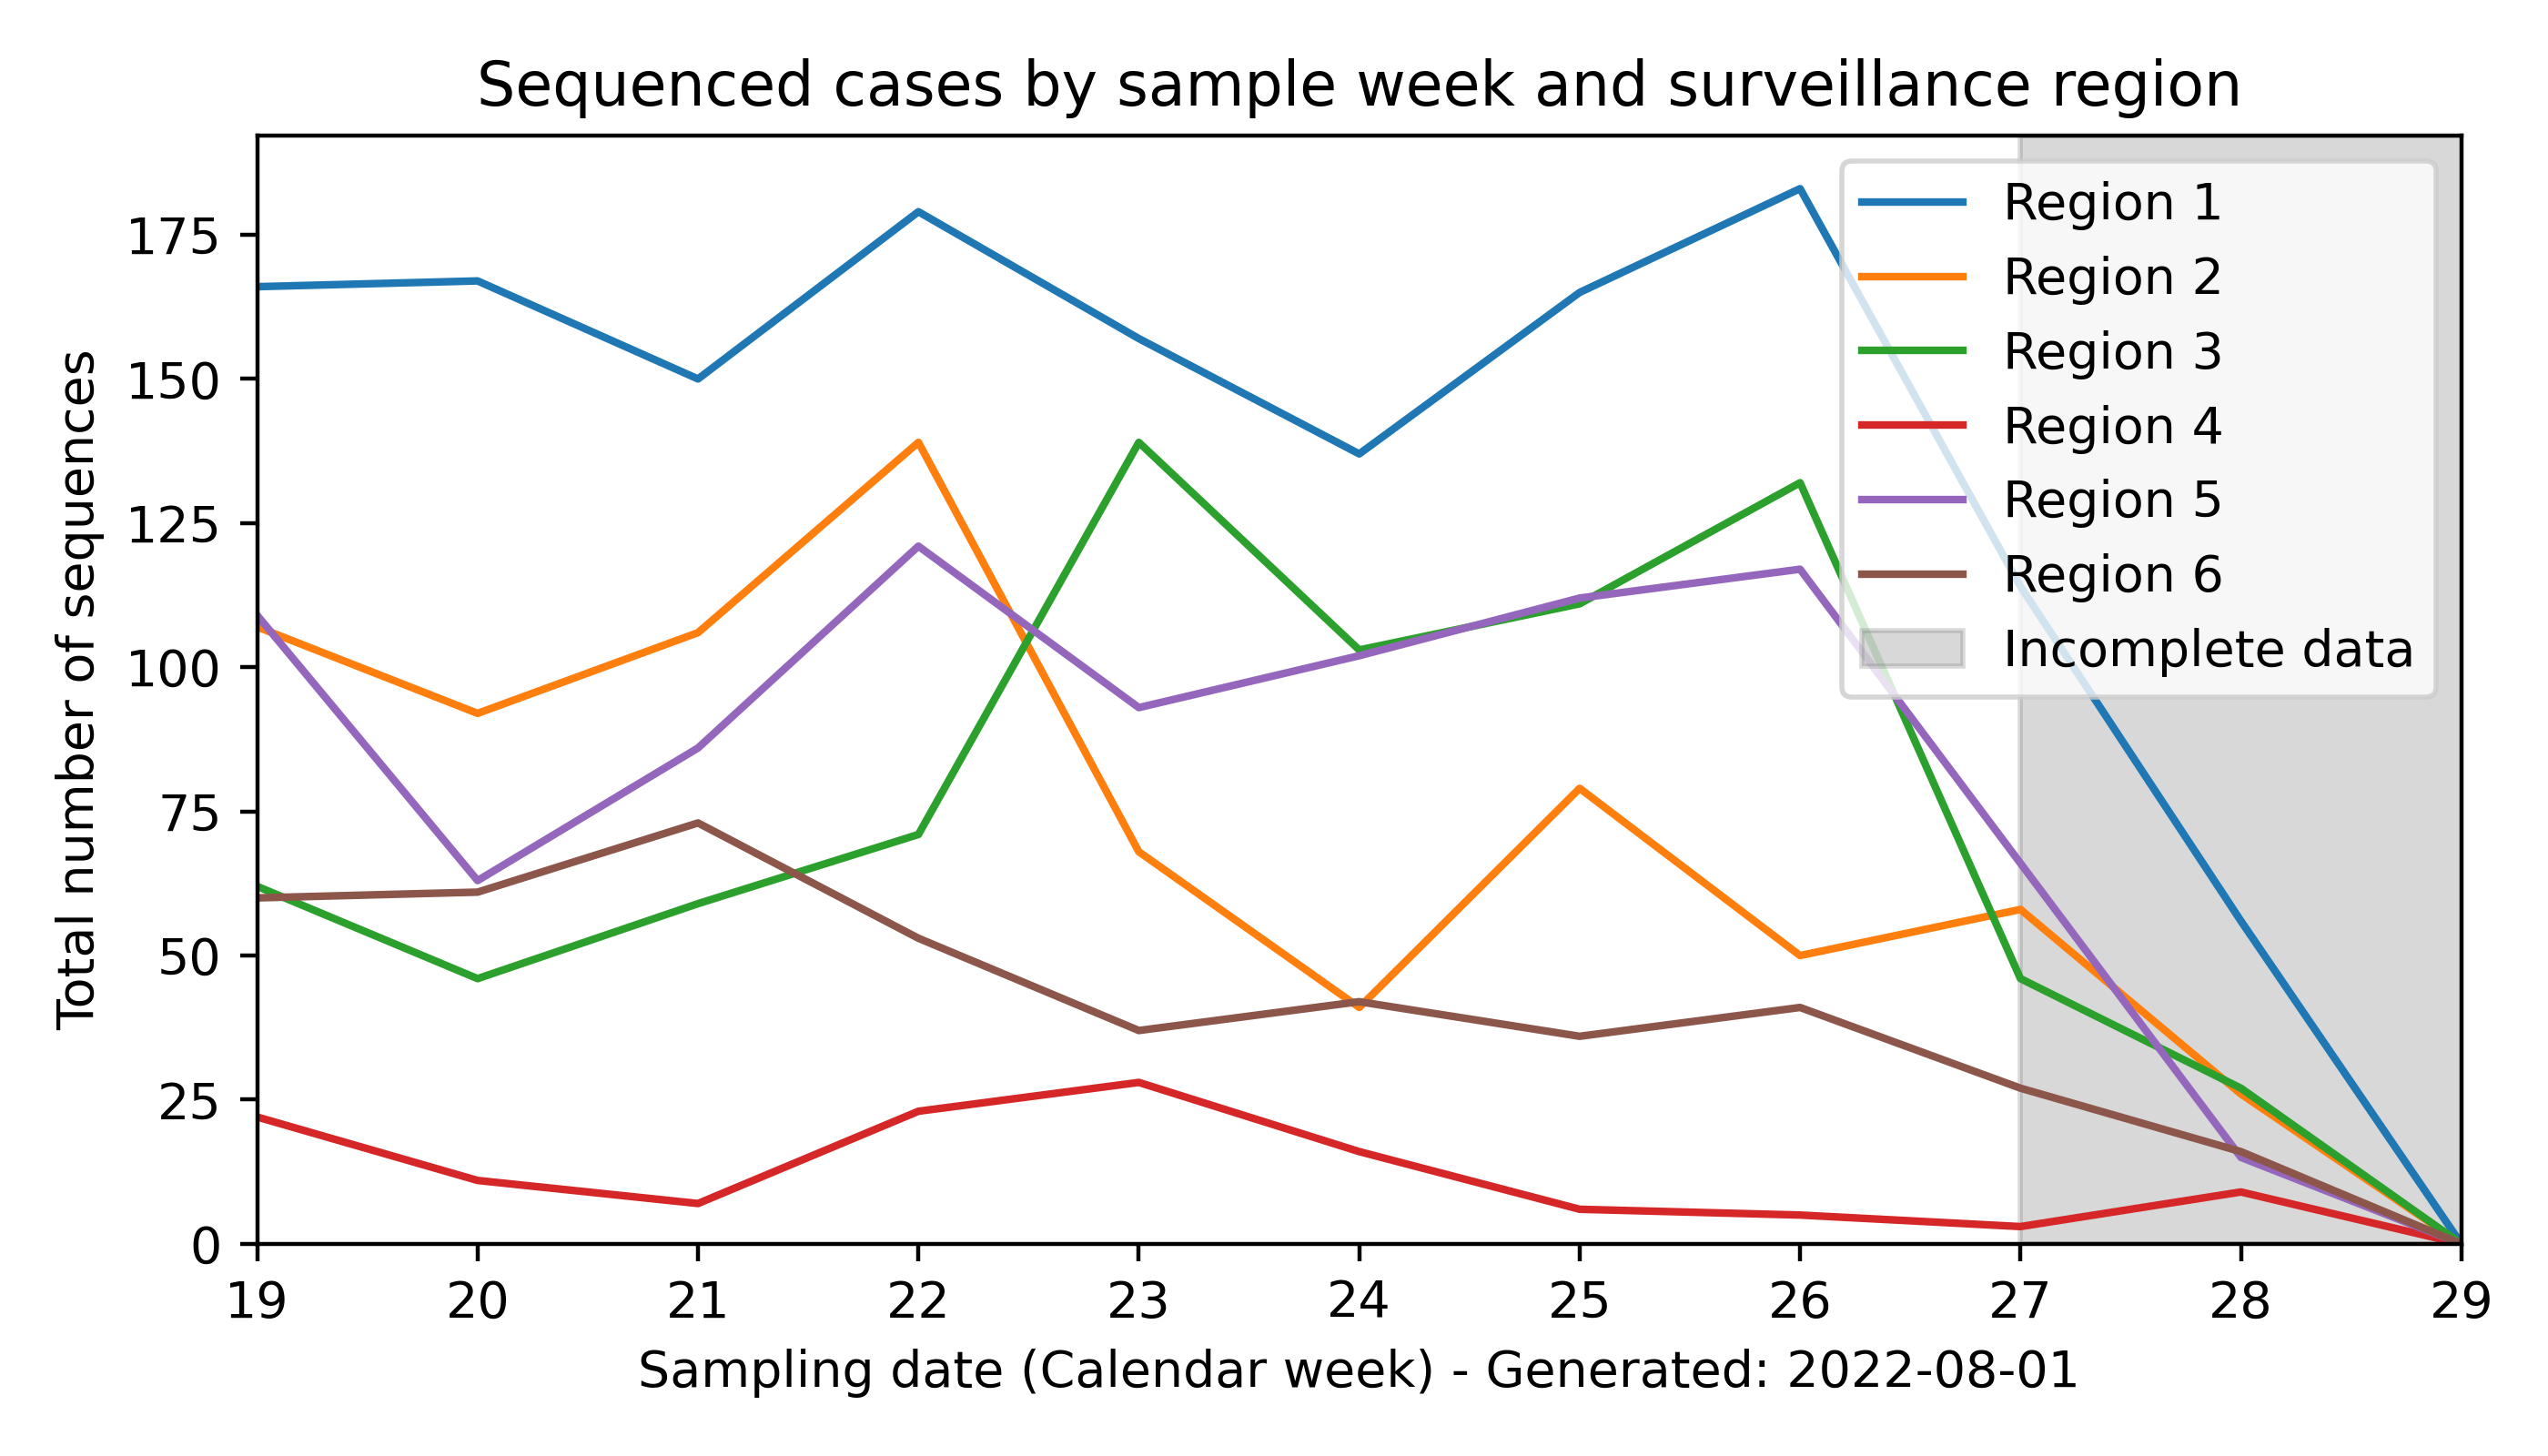 Sequenced cases by sample week and surveillance region
Total number of sequences
175
150
125
100
75
50
25
0
Region 1
Region 2
Region 3
Region 4
Region 5
Region 6
Incomplete data
19 20 21 22 23 24 25 26 27 28 29
Sampling date (Calendar week) - Generated: 2022-08-01